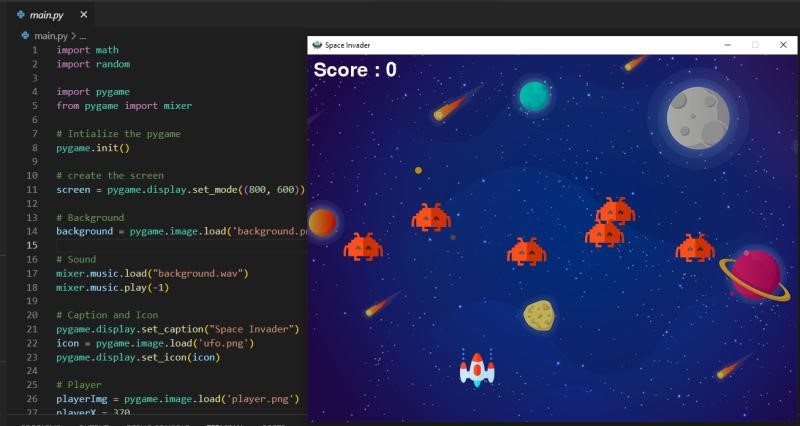 main.py
main.py > ...
1 import math
2 import random
3
4 import pygame
5 from pygame import mixer
6
7 # Intialize the pygame
8 pygame.init()
9
10 # create the screen
11 screen = pygame.display.set_mode((800, 600))
12
13 # Background
14 background = pygame.image.load('background.pn
15
16 # Sound
17 mixer.music.load("background.wav")
18 mixer.music.play(-1)
19
20 # Caption and Icon
21 pygame.display.set_caption("Space Invader")
22 icon = pygame.image.load('ufo.png')
23 pygame.display.set_icon(icon)
24
25 # Player
26 playerImg = pygame.image.load('player.png')
27 playerX = 370
Space Invader
Score : 0